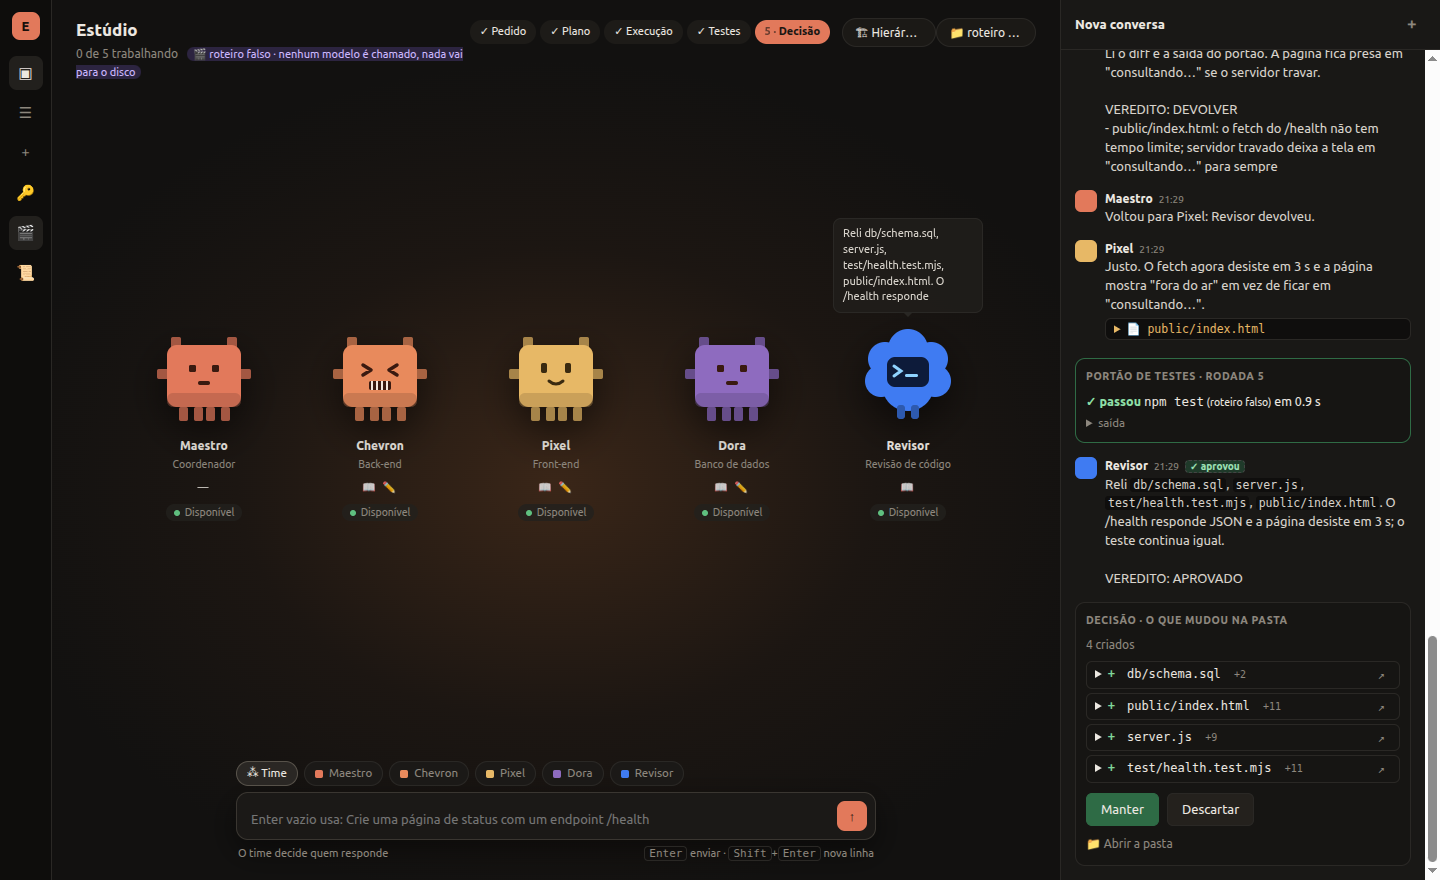 E
Estúdio
0 de 5 trabalhando 🎬 roteiro falso · nenhum modelo é chamado, nada vai
para o disco
✓ Pedido ✓ Plano ✓ Execução ✓ Testes 5 · Decisão 🏗 Hierár... 📁 roteiro ...
Reli db/schema.sql,
server.js,
test/health.test.mjs,
public/index.html. O
/health responde
Maestro Chevron Pixel Dora Revisor
Coordenador Back-end Front-end Banco de dados Revisão de código
— 📖 ✏️ 📖 ✏️ 📖 ✏️ 📖
Disponível Disponível Disponível Disponível Disponível
Time Maestro Chevron Pixel Dora Revisor
Enter vazio usa: Crie uma página de status com um endpoint /health ↑
O time decide quem responde Enter enviar · Shift+Enter nova linha
Nova conversa +
Li o diff e a saída do portão. A página fica presa em
"consultando…" se o servidor travar.
VEREDITO: DEVOLVER
- public/index.html: o fetch do /health não tem
tempo limite; servidor travado deixa a tela em
"consultando…" para sempre
Maestro 21:29
Voltou para Pixel: Revisor devolveu.
Pixel 21:29
Justo. O fetch agora desiste em 3 s e a página
mostra "fora do ar" em vez de ficar em
"consultando…".
▶ 📄 public/index.html
PORTÃO DE TESTES · RODADA 5
✓ passou npm test (roteiro falso) em 0.9 s
▶ saída
Revisor 21:29 ✓ aprovou
Reli db/schema.sql, server.js,
test/health.test.mjs, public/index.html. O
/health responde JSON e a página desiste em 3 s; o
teste continua igual.
VEREDITO: APROVADO
DECISÃO · O QUE MUDOU NA PASTA
4 criados
▶ + db/schema.sql +2 ↗
▶ + public/index.html +11 ↗
▶ + server.js +9 ↗
▶ + test/health.test.mjs +11 ↗
Manter Descartar
📁 Abrir a pasta